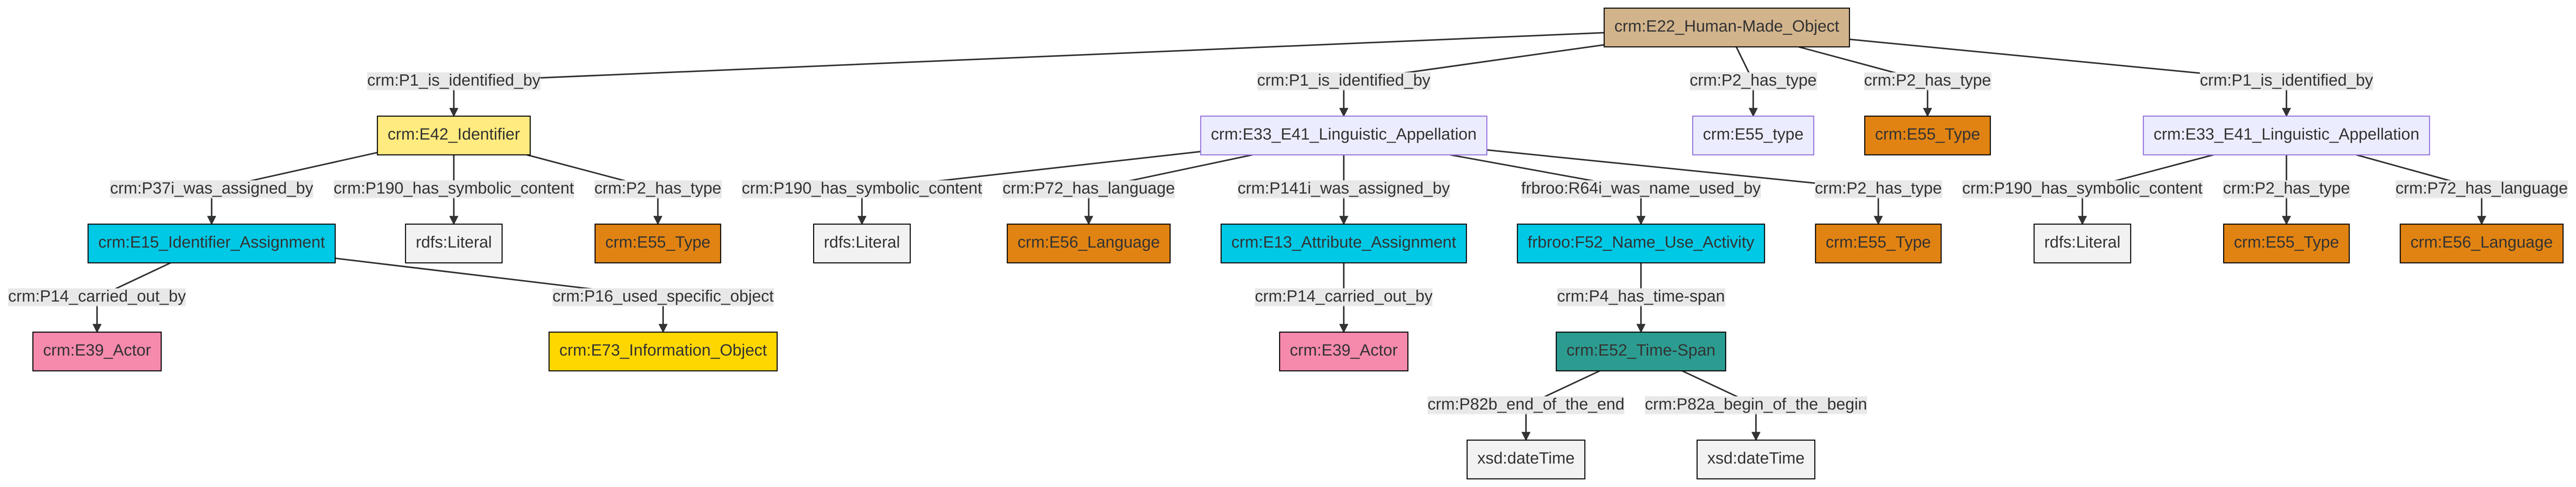 crm:E22_Human-Made_Object
crm:P1_is_identified_by
crm:P1_is_identified_by
crm:P2_has_type
crm:P2_has_type
crm:P1_is_identified_by
crm:E42_Identifier
crm:E33_E41_Linguistic_Appellation
crm:E55_type
crm:E55_Type
crm:E33_E41_Linguistic_Appellation
crm:P37i_was_assigned_by
crm:P190_has_symbolic_content
crm:P2_has_type
crm:P190_has_symbolic_content
crm:P72_has_language
crm:P141i_was_assigned_by
frbroo:R64i_was_name_used_by
crm:P2_has_type
crm:P190_has_symbolic_content
crm:P2_has_type
crm:P72_has_language
crm:E15_Identifier_Assignment
rdfs:Literal
crm:E55_Type
rdfs:Literal
crm:E56_Language
crm:E13_Attribute_Assignment
frbroo:F52_Name_Use_Activity
crm:E55_Type
rdfs:Literal
crm:E55_Type
crm:E56_Language
crm:P14_carried_out_by
crm:P16_used_specific_object
crm:P14_carried_out_by
crm:P4_has_time-span
crm:E39_Actor
crm:E73_Information_Object
crm:E39_Actor
crm:E52_Time-Span
crm:P82b_end_of_the_end
crm:P82a_begin_of_the_begin
xsd:dateTime
xsd:dateTime